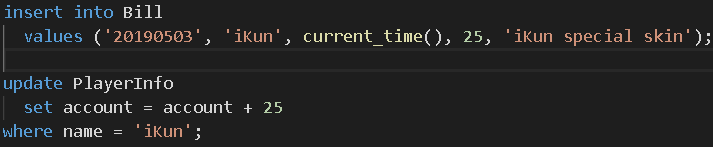 insert into Bill
values ('20190503', 'iKun', current_time(), 25, 'iKun special skin');
update PlayerInfo
set account = account + 25
where name = 'iKun';